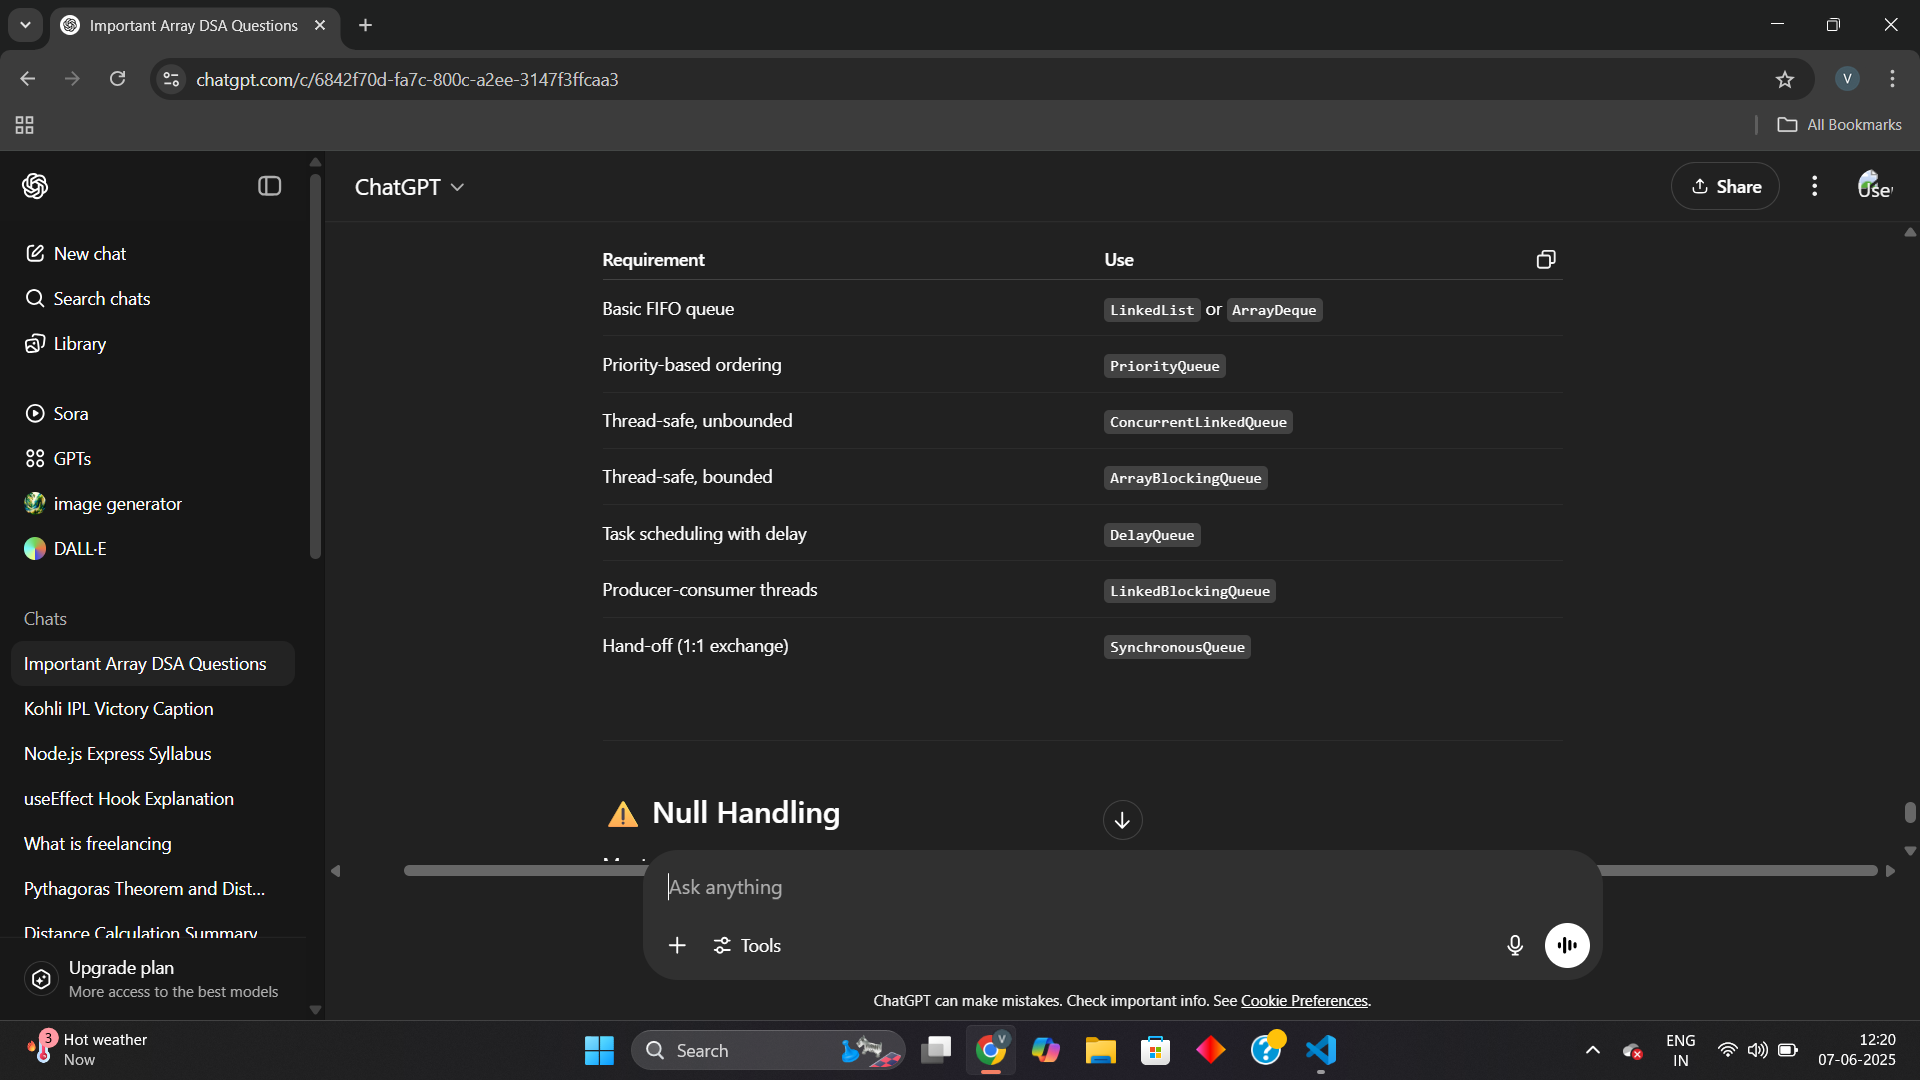 Important Array DSA Questions
chatgpt.com/c/6842f70d-fa7c-800c-a2ee-3147f3ffcaa3
V
All Bookmarks
ChatGPT
Share
User
New chat
Search chats
Library
Sora
GPTs
image generator
DALL·E
Chats
Important Array DSA Questions
Kohli IPL Victory Caption
Node.js Express Syllabus
useEffect Hook Explanation
What is freelancing
Pythagoras Theorem and Dist...
Distance Calculation Summary
Upgrade plan
More access to the best models
Requirement Use
Basic FIFO queue LinkedList or ArrayDeque
Priority-based ordering PriorityQueue
Thread-safe, unbounded ConcurrentLinkedQueue
Thread-safe, bounded ArrayBlockingQueue
Task scheduling with delay DelayQueue
Producer-consumer threads LinkedBlockingQueue
Hand-off (1:1 exchange) SynchronousQueue
Null Handling
Ask anything
Tools
ChatGPT can make mistakes. Check important info. See Cookie Preferences.
3 Hot weather
Now
Search
V
ENG
IN
12:20
07-06-2025